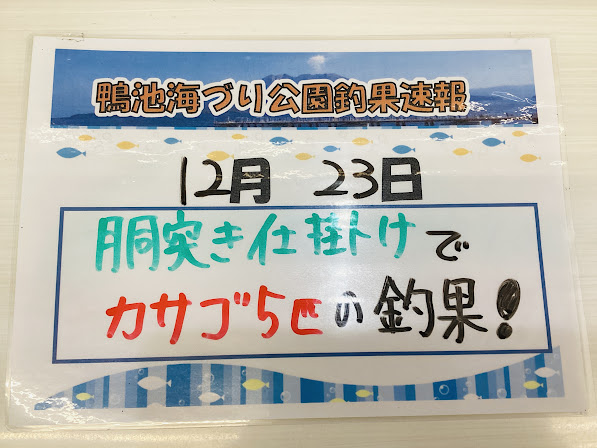 鴨池海づり公園釣果速報
12月 23日
胴突き仕掛けで
カサゴ5匹の釣果!